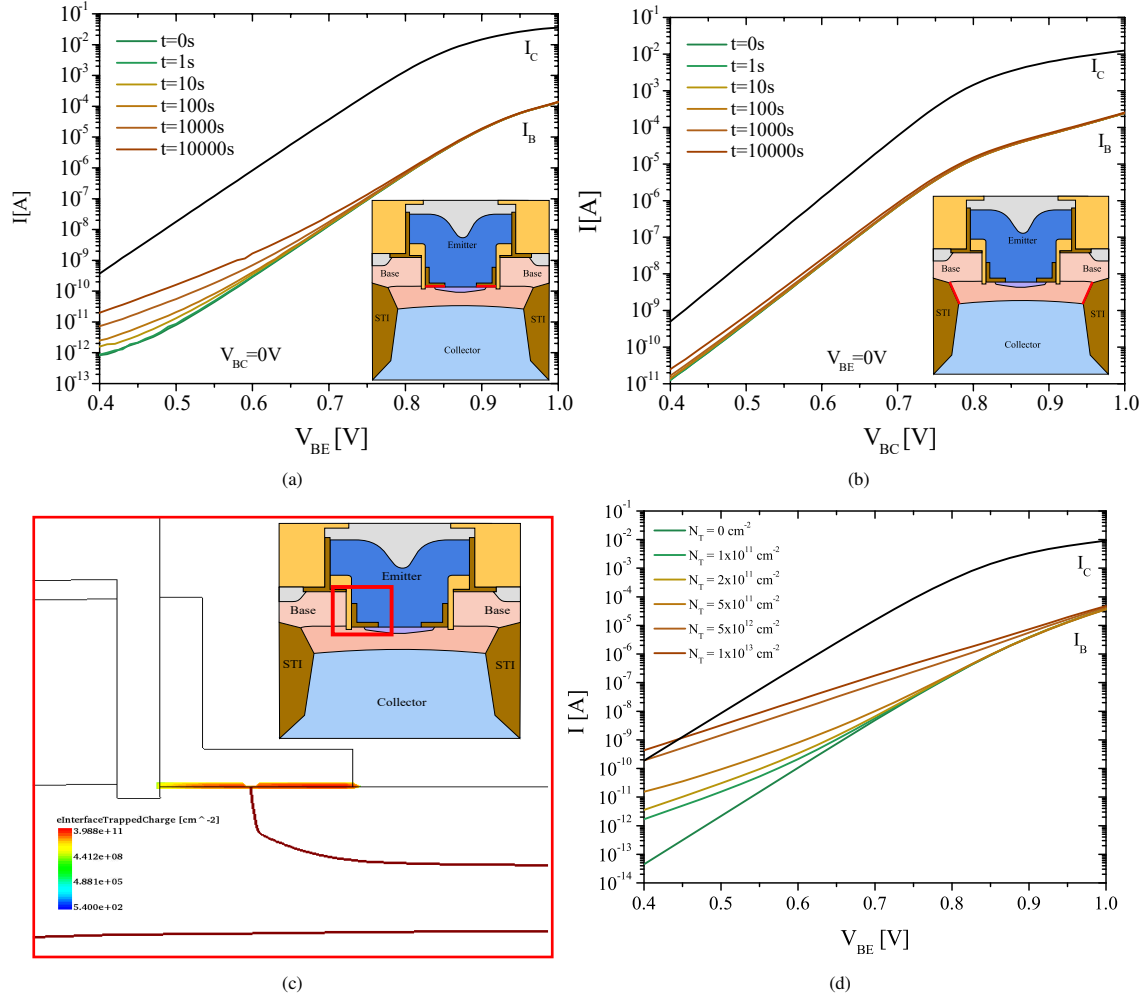 10⁻¹
10⁻²
10⁻³
10⁻⁴
10⁻⁵
10⁻⁶
10⁻⁷
10⁻⁸
10⁻⁹
10⁻¹⁰
10⁻¹¹
10⁻¹²
10⁻¹³
I[A]
t=0s
t=1s
t=10s
t=100s
t=1000s
t=10000s
I_C
I_B
Emitter
Base
Base
STI
STI
Collector
V_BC=0V
0.4 0.5 0.6 0.7 0.8 0.9 1.0
V_BE [V]
(a)
10⁰
10⁻¹
10⁻²
10⁻³
10⁻⁴
10⁻⁵
10⁻⁶
10⁻⁷
10⁻⁸
10⁻⁹
10⁻¹⁰
10⁻¹¹
I [A]
t=0s
t=1s
t=10s
t=100s
t=1000s
t=10000s
I_C
I_B
Emitter
Base
Base
STI
STI
Collector
V_BE=0V
0.4 0.5 0.6 0.7 0.8 0.9 1.0
V_BC [V]
(b)
Emitter
Base
Base
STI
STI
Collector
eInterfaceTrappedCharge [cm^-2]
3.988e+11
4.412e+08
4.881e+05
5.400e+02
(c)
10⁻¹
10⁻²
10⁻³
10⁻⁴
10⁻⁵
10⁻⁶
10⁻⁷
10⁻⁸
10⁻⁹
10⁻¹⁰
10⁻¹¹
10⁻¹²
10⁻¹³
10⁻¹⁴
I [A]
N_T = 0 cm⁻²
N_T = 1x10¹¹ cm⁻²
N_T = 2x10¹¹ cm⁻²
N_T = 5x10¹¹ cm⁻²
N_T = 5x10¹² cm⁻²
N_T = 1x10¹³ cm⁻²
I_C
I_B
0.4 0.5 0.6 0.7 0.8 0.9 1.0
V_BE [V]
(d)